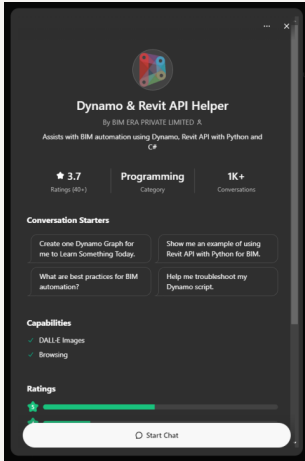 Dynamo & Revit API Helper
By BIM ERA PRIVATE LIMITED
Assists with BIM automation using Dynamo, Revit API with Python and
C#
★ 3.7
Ratings (40+)
Programming
Category
1K+
Conversations
Conversation Starters
Create one Dynamo Graph for
me to Learn Something Today.
Show me an example of using
Revit API with Python for BIM.
What are best practices for BIM
automation?
Help me troubleshoot my
Dynamo script.
Capabilities
✓ DALL·E Images
✓ Browsing
Ratings
5
Start Chat